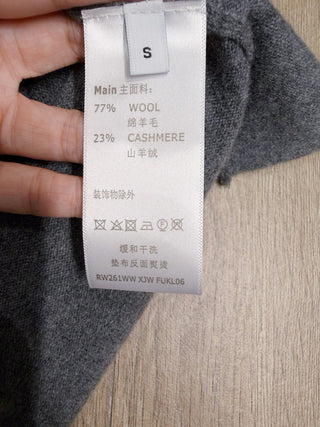 S
Main 主面料：
77% WOOL
绵羊毛
23% CASHMERE
山羊绒
装饰物除外
缓和干洗
垫布反面熨烫
RW261WW XJW FUKL06